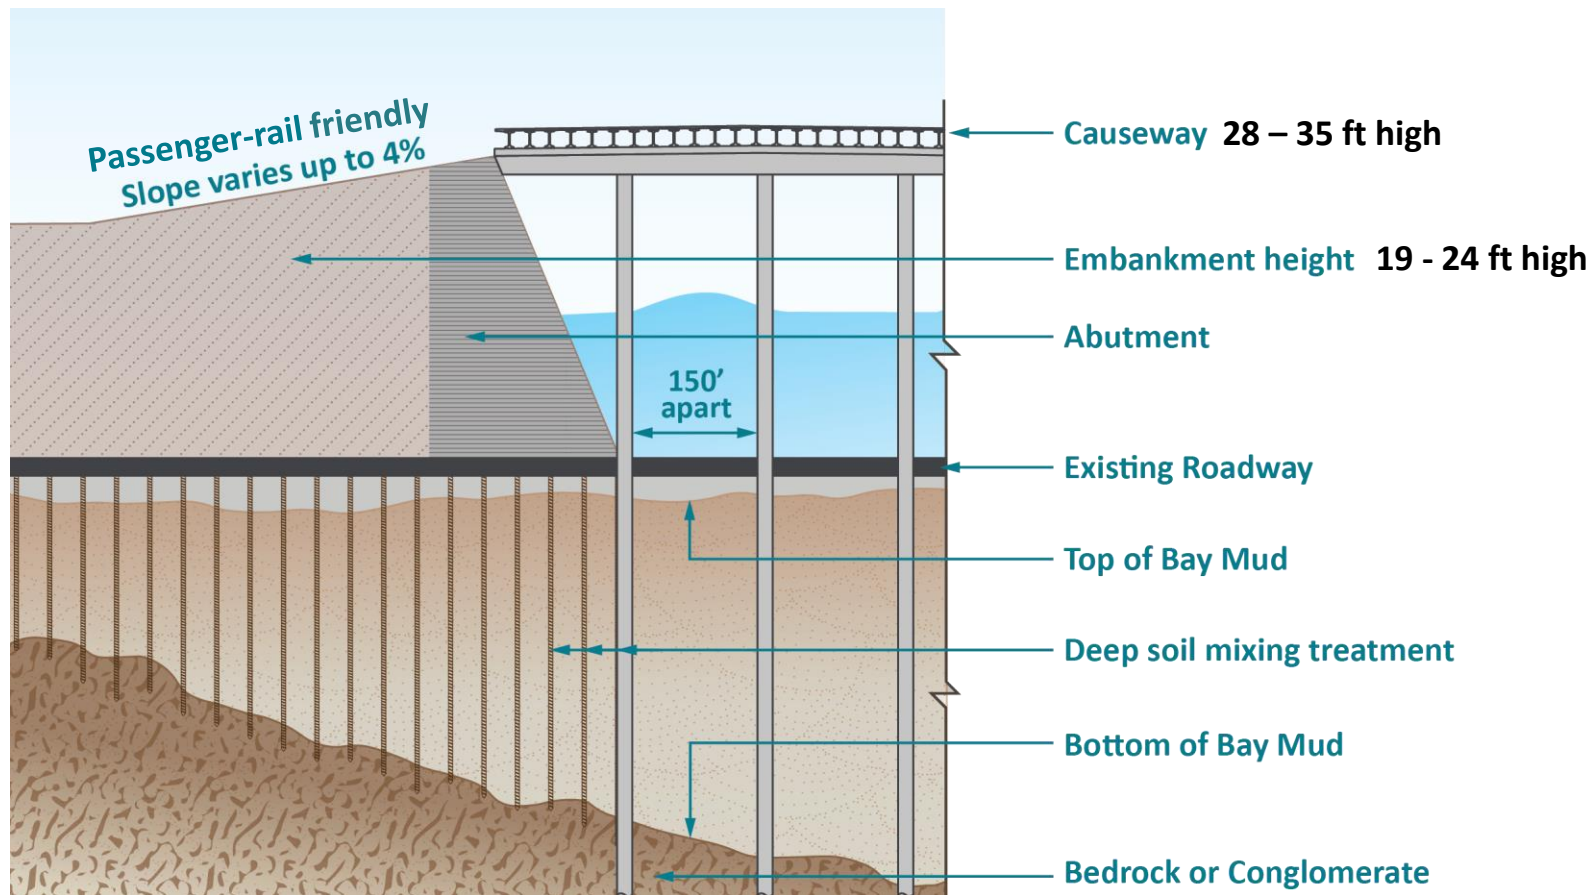 Passenger-rail friendly
Slope varies up to 4%
Causeway 28 – 35 ft high
Embankment height 19 - 24 ft high
Abutment
150’
apart
Existing Roadway
Top of Bay Mud
Deep soil mixing treatment
Bottom of Bay Mud
Bedrock or Conglomerate